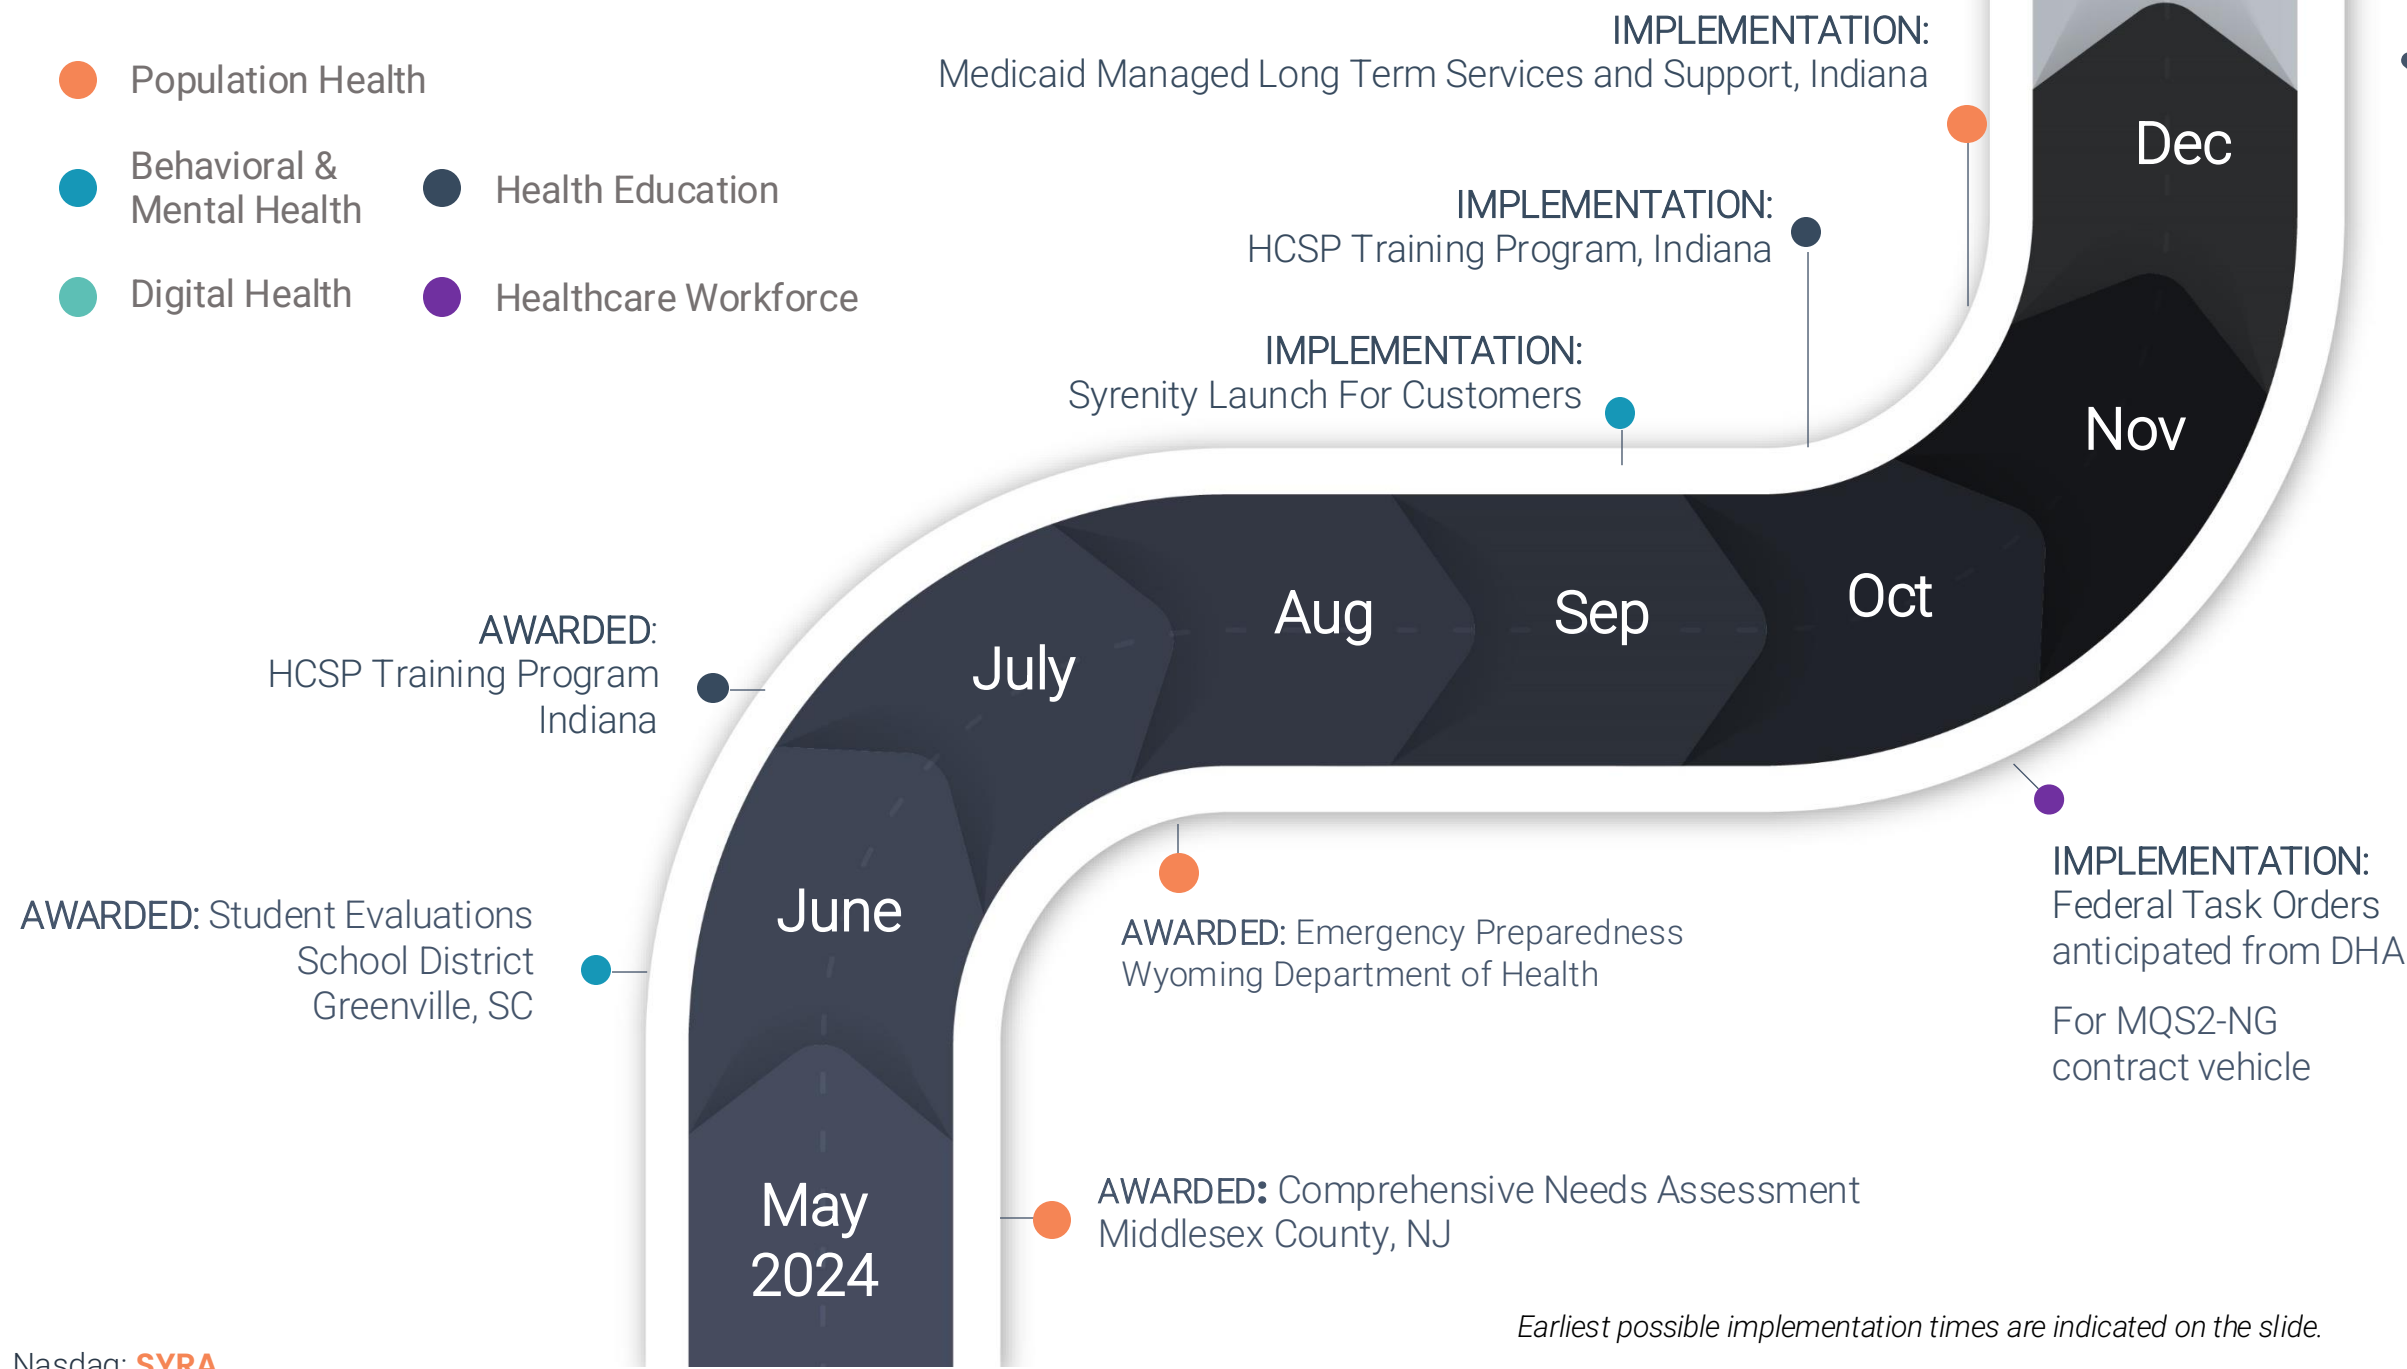 Population Health
Behavioral &
Mental Health
Health Education
Digital Health
Healthcare Workforce
IMPLEMENTATION:
Medicaid Managed Long Term Services and Support, Indiana
IMPLEMENTATION:
HCSP Training Program, Indiana
IMPLEMENTATION:
Syrenity Launch For Customers
Dec
Nov
Oct
Sep
Aug
July
June
May
2024
AWARDED:
HCSP Training Program
Indiana
AWARDED: Student Evaluations
School District
Greenville, SC
AWARDED: Emergency Preparedness
Wyoming Department of Health
IMPLEMENTATION:
Federal Task Orders
anticipated from DHA
For MQS2-NG
contract vehicle
AWARDED: Comprehensive Needs Assessment
Middlesex County, NJ
Earliest possible implementation times are indicated on the slide.
Nasdaq: SYRA